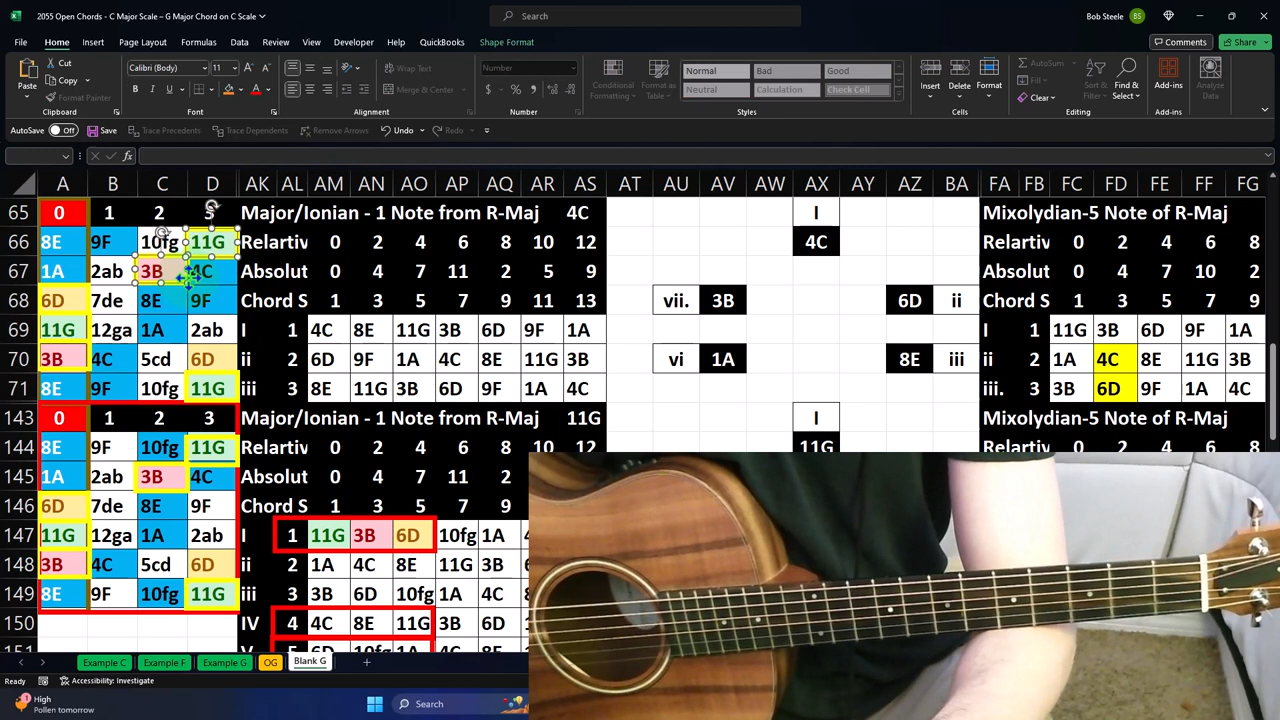 2055 Open Chords - C Major Scale – G Major Chord on C Scale
Search
Bob Steele BS
File Home Insert Page Layout Formulas Data Review View Developer Help QuickBooks Shape Format
Comments Share
Cut
Copy
Format Painter
Paste
Clipboard
Calibri (Body) 11
Font
Wrap Text
Merge & Center
Alignment
Number
Number
Conditional Formatting
Format as Table
Normal Bad Good
Neutral Calculation Check Cell
Styles
Insert Delete Format
Cells
AutoSum
Fill
Clear
Sort & Filter
Find & Select
Editing
Add-ins
Add-ins
Analyze Data
AutoSave Off Save Trace Precedents Trace Dependents Remove Arrows Undo Redo
fx
A B C D AK AL AM AN AO AP AQ AR AS AT AU AV AW AX AY AZ BA FA FB FC FD FE FF FG
65 0 1 2 3 Major/Ionian - 1 Note from R-Maj 4C I Mixolydian-5 Note of R-Maj
66 8E 9F 10fg 11G Relartiv 0 2 4 6 8 10 12 4C Relartiv 0 2 4 6 8
67 1A 2ab 3B 4C Absolut 0 4 7 11 2 5 9 Absolut 0 4 7 10 2
68 6D 7de 8E 9F Chord S 1 3 5 7 9 11 13 vii. 3B 6D ii Chord S 1 3 5 7 9
69 11G 12ga 1A 2ab I 1 4C 8E 11G 3B 6D 9F 1A I 1 11G 3B 6D 9F 1A
70 3B 4C 5cd 6D ii 2 6D 9F 1A 4C 8E 11G 3B vi 1A 8E iii ii 2 1A 4C 8E 11G 3B
71 8E 9F 10fg 11G iii 3 8E 11G 3B 6D 9F 1A 4C iii. 3 3B 6D 9F 1A 4C
143 0 1 2 3 Major/Ionian - 1 Note from R-Maj 11G I Mixolydian-5 Note of R-Maj
144 8E 9F 10fg 11G Relartiv 0 2 4 6 8 10 12 11G Relartiv 0 2 4 6 8
145 1A 2ab 3B 4C Absolut 0 4 7 11 2
146 6D 7de 8E 9F Chord S 1 3 5 7 9
147 11G 12ga 1A 2ab I 1 11G 3B 6D 10fg 1A
148 3B 4C 5cd 6D ii 2 1A 4C 8E 11G 3B
149 8E 9F 10fg 11G iii 3 3B 6D 10fg 1A
150 IV 4 4C 8E 11G 3B 6D
Example C Example F Example G OG Blank G
Ready Accessibility: Investigate
1
High
Pollen tomorrow
Search